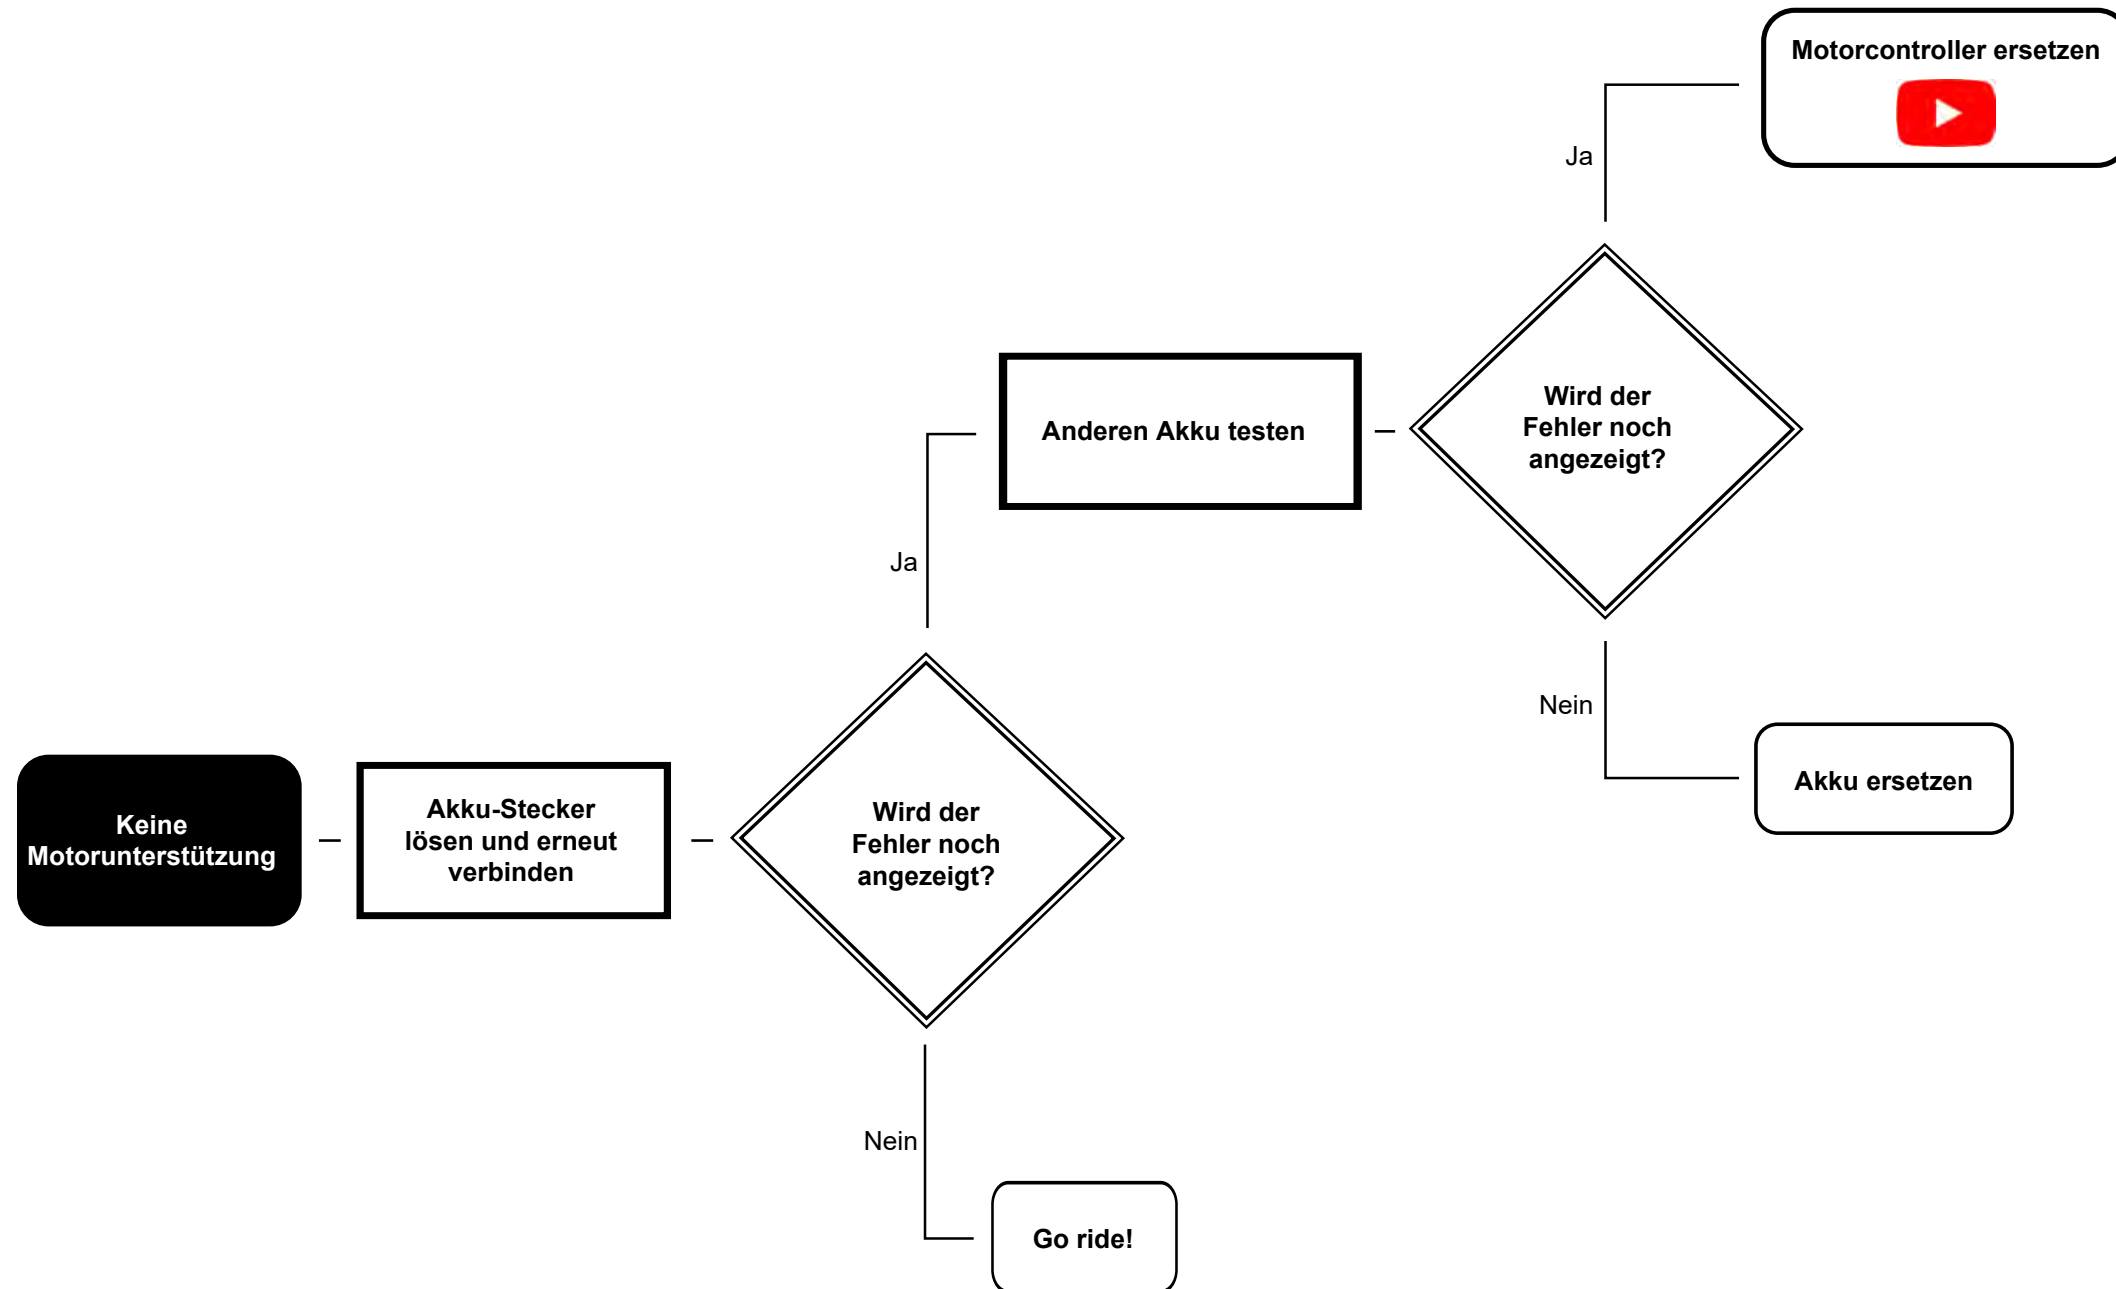 Motorcontroller ersetzen
Ja
Wird der
Fehler noch
angezeigt?
Anderen Akku testen
Ja
Nein
Akku ersetzen
Keine
Motorunterstützung
Akku-Stecker
lösen und erneut
verbinden
Wird der
Fehler noch
angezeigt?
Nein
Go ride!